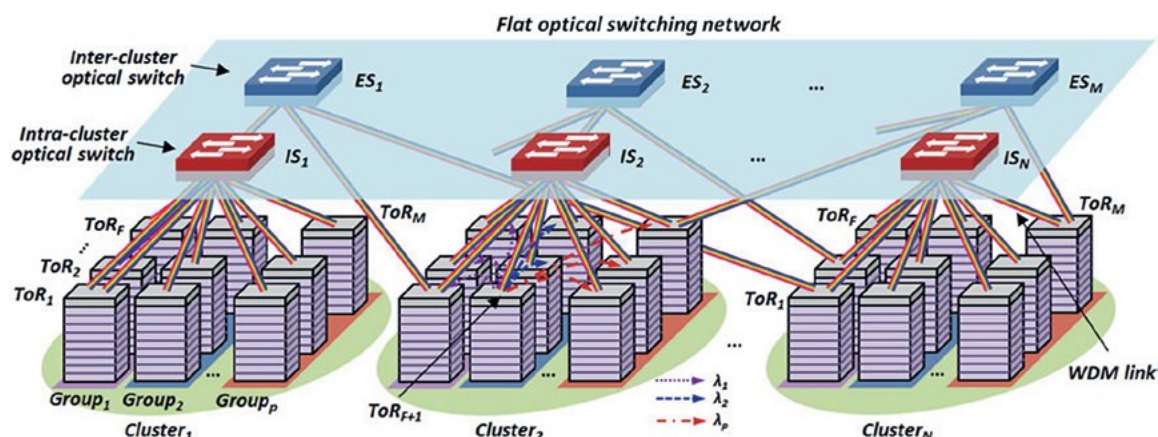 Flat optical switching network
Inter-cluster
optical switch
ES1
ES2
...
ESM
Intra-cluster
optical switch
IS1
IS2
...
ISN
ToRF
ToRM
ToRF
ToRM
...
ToR2
ToR1
ToR1
...
WDM link
...
...
...
Group1 Group2 Groupp
ToRF+1
λ1
λ2
λp
Cluster1
Cluster2
ClusterN